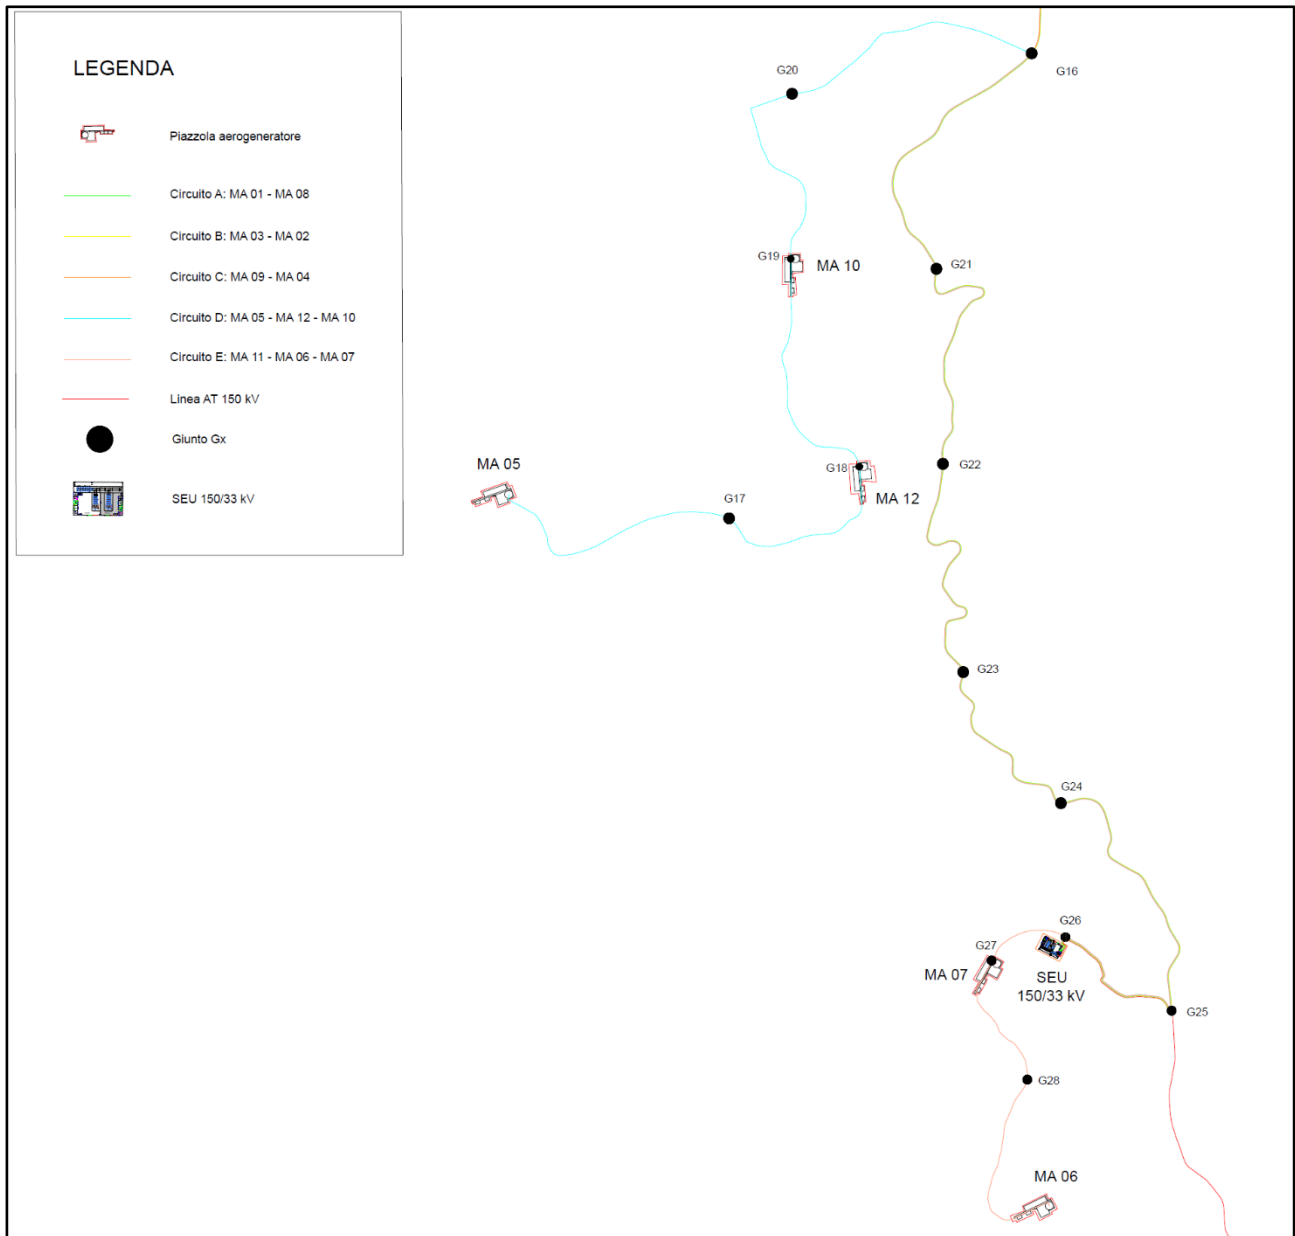 LEGENDA
Piazzola aerogeneratore
Circuito A: MA 01 - MA 08
Circuito B: MA 03 - MA 02
Circuito C: MA 09 - MA 04
Circuito D: MA 05 - MA 12 - MA 10
Circuito E: MA 11 - MA 06 - MA 07
Linea AT 150 kV
Giunto Gx
SEU 150/33 kV
G16
G20
G19
MA 10
G21
MA 05
G18
G22
MA 12
G17
G23
G24
G26
G27
MA 07
SEU
150/33 kV
G25
G28
MA 06